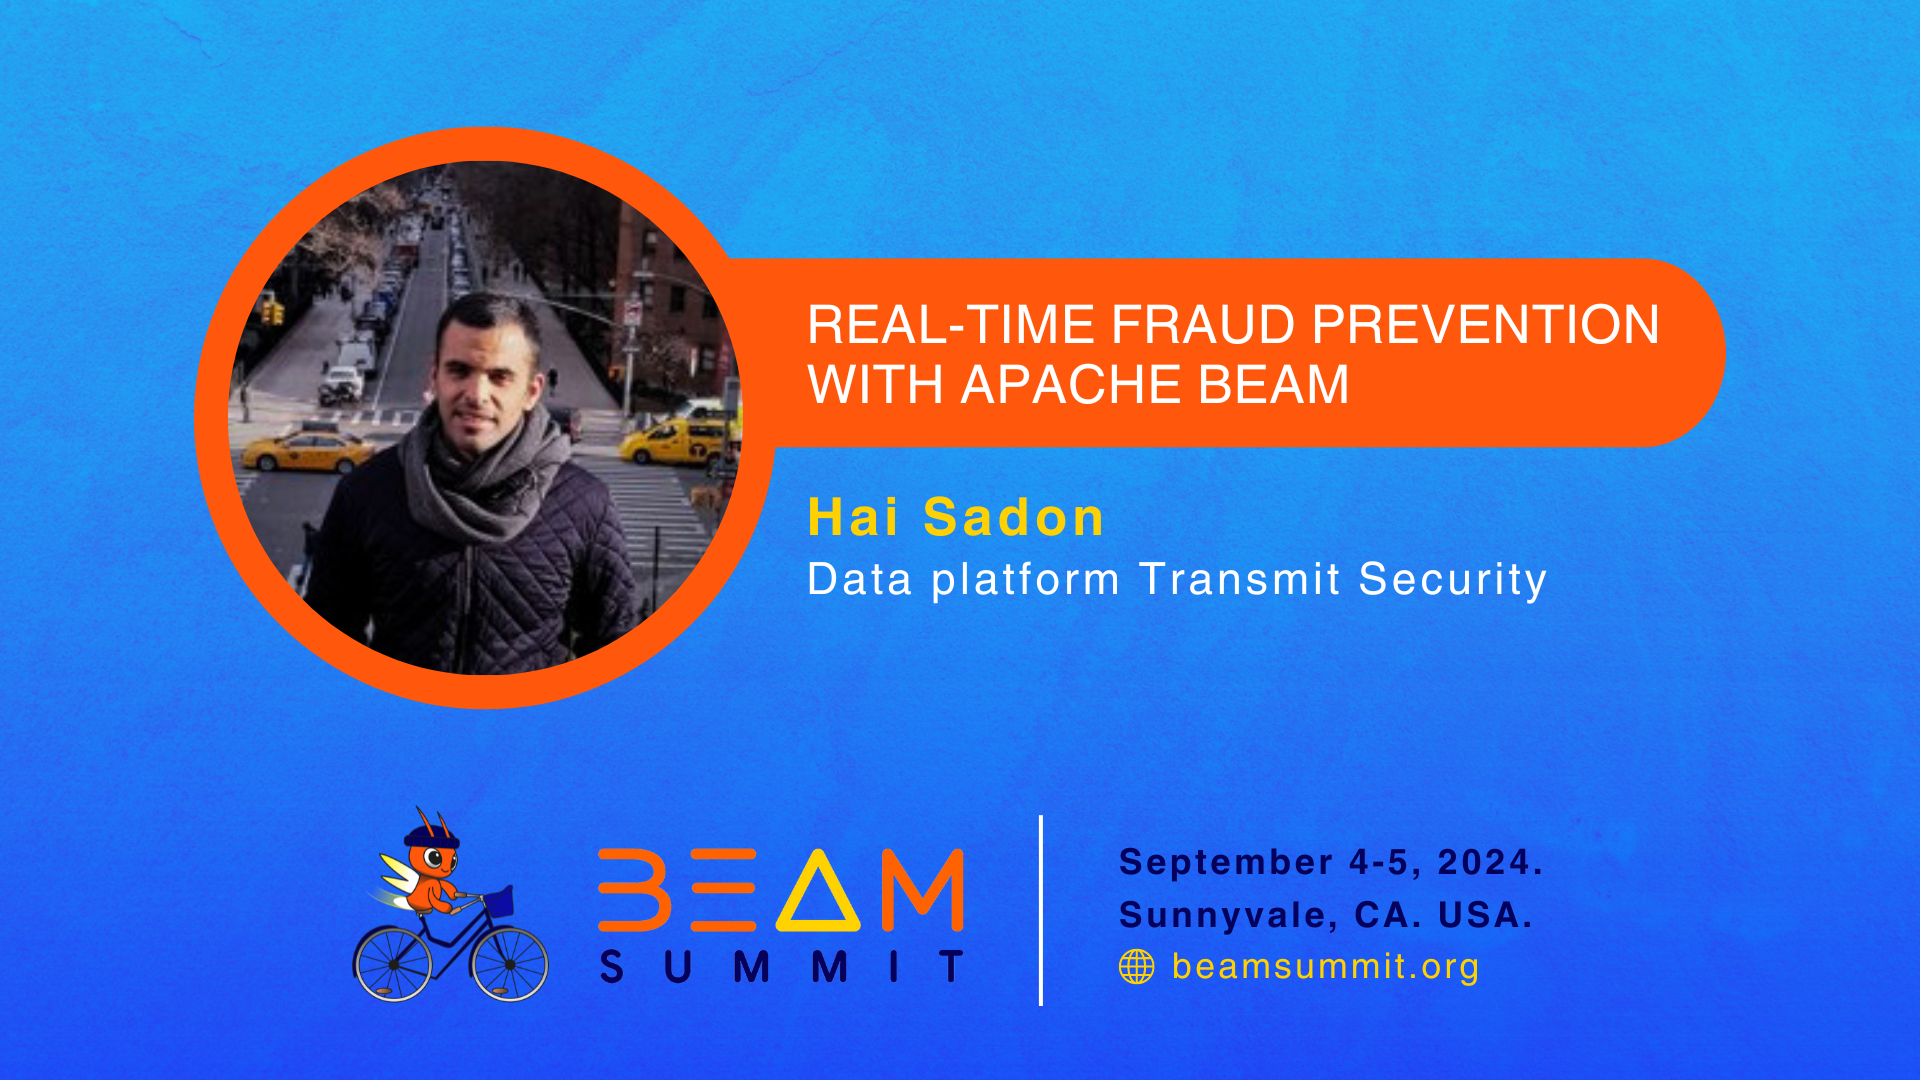 REAL-TIME FRAUD PREVENTION
WITH APACHE BEAM
Hai Sadon
Data platform Transmit Security
BEAM
SUMMIT
September 4-5, 2024.
Sunnyvale, CA. USA.
beamsummit.org